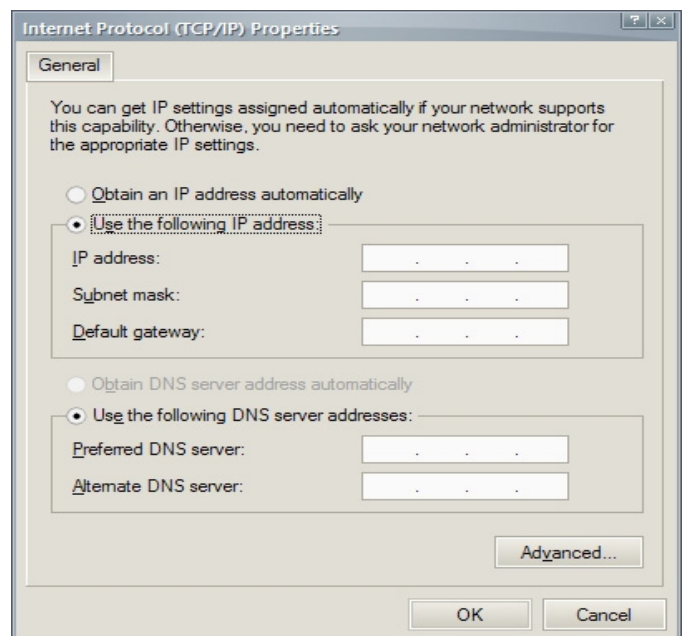 Internet Protocol (TCP/IP) Properties
General
You can get IP settings assigned automatically if your network supports
this capability. Otherwise, you need to ask your network administrator for
the appropriate IP settings.
Obtain an IP address automatically
Use the following IP address:
IP address:
Subnet mask:
Default gateway:
Obtain DNS server address automatically
Use the following DNS server addresses:
Preferred DNS server:
Alternate DNS server:
Advanced...
OK Cancel